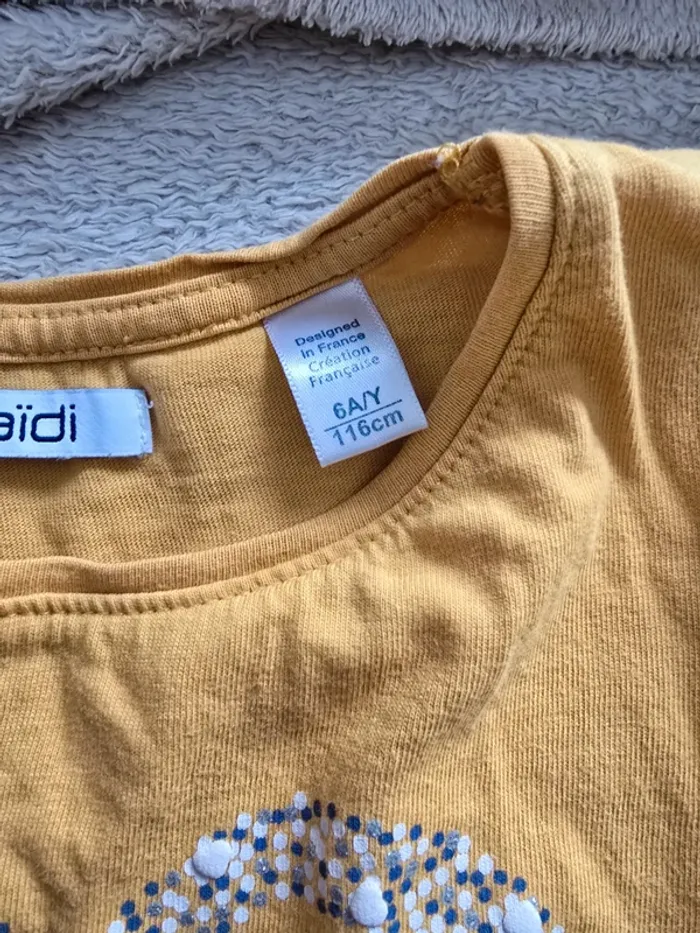 aïdi
Designed
in France
Création
Française
6A/Y
116cm